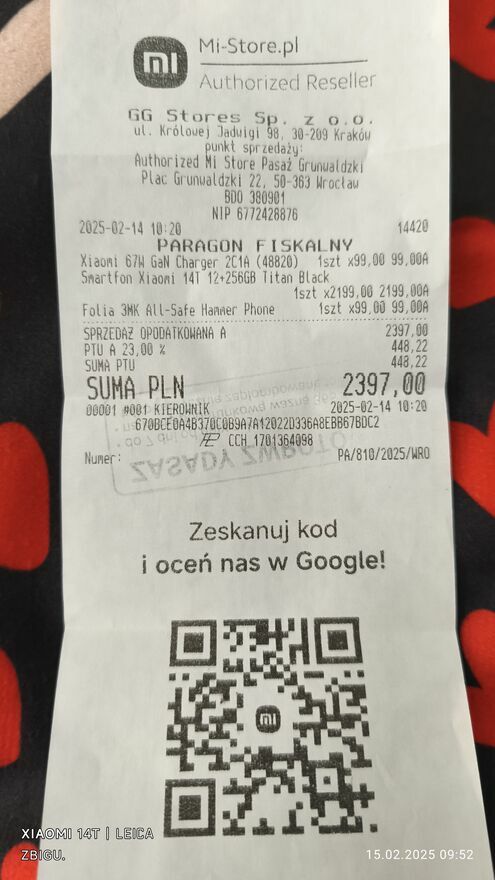 mi
Mi-Store.pl
Authorized Reseller
GG Stores Sp. z o.o.
ul. Królowej Jadwigi 98, 30-209 Kraków
punkt sprzedaży:
Authorized Mi Store Pasaż Grunwaldzki
Plac Grunwaldzki 22, 50-363 Wrocław
BDO 380901
NIP 6772428876
2025-02-14 10:20 14420
PARAGON FISKALNY
Xiaomi 67W GaN Charger 2C1A (48820) 1szt x99,00 99,00A
Smartfon Xiaomi 14T 12+256GB Titan Black
1szt x2199,00 2199,00A
Folia 3MK All-Safe Hammer Phone 1szt x99,00 99,00A
SPRZEDAŻ OPODATKOWANA A 2397,00
PTU A 23,00 % 448,22
SUMA PTU 448,22
SUMA PLN 2397,00
00001 #001 KIEROWNIK 2025-02-14 10:20
670BCE0A4B370C0B9A7A12022D336A8EBB67BDC2
CCH 1701364098
Numer: PA/810/2025/WRO
ZASADY ZWROTU
Zeskanuj kod
i oceń nas w Google!
mi
XIAOMI 14T | LEICA
ZBIGU.
15.02.2025 09:52